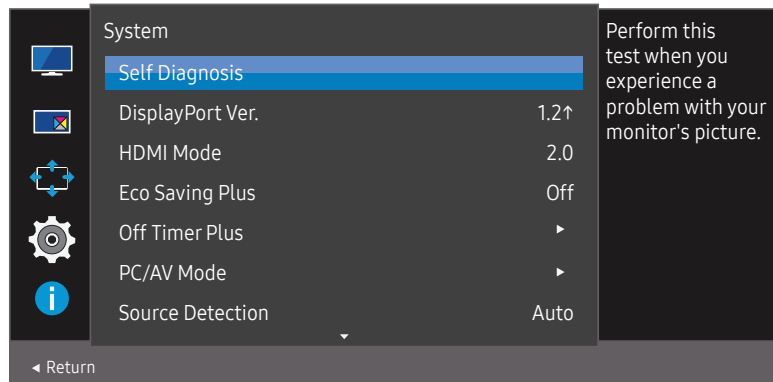 System
Self Diagnosis
DisplayPort Ver. 1.2↑
HDMI Mode 2.0
Eco Saving Plus Off
Off Timer Plus ▸
PC/AV Mode ▸
Source Detection Auto
Perform this
test when you
experience a
problem with your
monitor's picture.
◂ Return